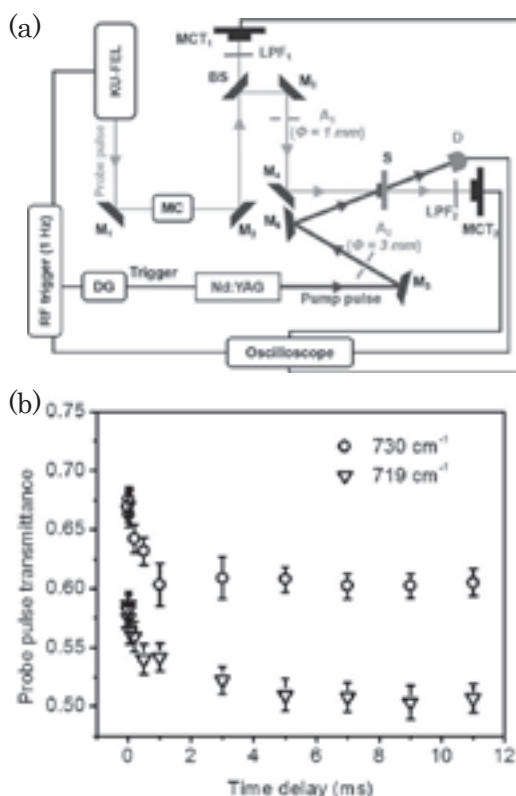 (a)
MCT₁
LPF₁
BS
M₃
KU-FEL
Probe pulse
A₁
(Φ = 1 mm)
M₁
MC
M₂
M₄
S
D
LPF₂
MCT₂
M₆
A₂
(Φ = 3 mm)
RF trigger (1 Hz)
DG
Trigger
Nd:YAG
Pump pulse
M₅
Oscilloscope
(b)
Probe pulse transmittance
0.75
0.70
0.65
0.60
0.55
0.50
730 cm⁻¹
719 cm⁻¹
0 2 4 6 8 10 12
Time delay (ms)